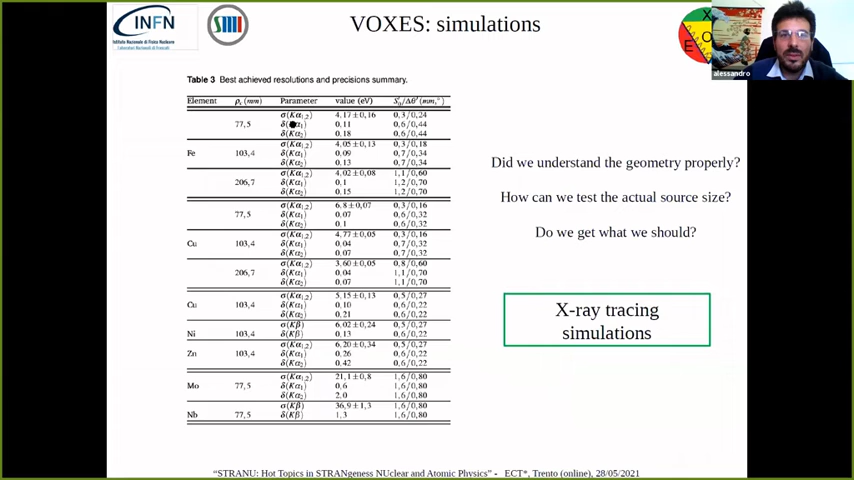 INFN
Istituto Nazionale di Fisica Nucleare
Laboratori Nazionali di Frascati
SMI
VOXES: simulations
X
O
V
E
alessandro
Table 3 Best achieved resolutions and precisions summary.
Element ρc (mm) Parameter value (eV) S'0/Δθ' (mm,°)
σ(Kα1,2) 4,17±0,16 0,3/0,24
77,5 δ(Kα1) 0,11 0,6/0,44
δ(Kα2) 0,18 0,6/0,44
σ(Kα1,2) 4,05±0,13 0,3/0,18
Fe 103,4 δ(Kα1) 0,09 0,7/0,34
δ(Kα2) 0,13 0,7/0,34
σ(Kα1,2) 4,02±0,08 1,1/0,60
206,7 δ(Kα1) 0,1 1,2/0,70
δ(Kα2) 0,15 1,2/0,70
σ(Kα1,2) 6,8±0,07 0,3/0,16
77,5 δ(Kα1) 0,07 0,6/0,32
δ(Kα2) 0,1 0,6/0,32
σ(Kα1,2) 4,77±0,05 0,3/0,16
Cu 103,4 δ(Kα1) 0,04 0,7/0,32
δ(Kα2) 0,07 0,7/0,32
σ(Kα1,2) 3,60±0,05 0,8/0,60
206,7 δ(Kα1) 0,04 1,1/0,70
δ(Kα2) 0,07 1,1/0,70
σ(Kα1,2) 5,15±0,13 0,5/0,27
Cu 103,4 δ(Kα1) 0,10 0,6/0,22
δ(Kα2) 0,21 0,6/0,22
σ(Kβ) 6,02±0,24 0,5/0,27
Ni 103,4 δ(Kβ) 0,13 0,6/0,22
σ(Kα1,2) 6,20±0,34 0,5/0,27
Zn 103,4 δ(Kα1) 0,26 0,6/0,22
δ(Kα2) 0,42 0,6/0,22
σ(Kα1,2) 21,1±0,8 1,6/0,80
Mo 77,5 δ(Kα1) 0,6 1,6/0,80
δ(Kα2) 2,0 1,6/0,80
σ(Kβ) 36,9±1,3 1,6/0,80
Nb 77,5 δ(Kβ) 1,3 1,6/0,80
Did we understand the geometry properly?
How can we test the actual source size?
Do we get what we should?
X-ray tracing
simulations
“STRANU: Hot Topics in STRANgeness NUclear and Atomic Physics” - ECT*, Trento (online), 28/05/2021